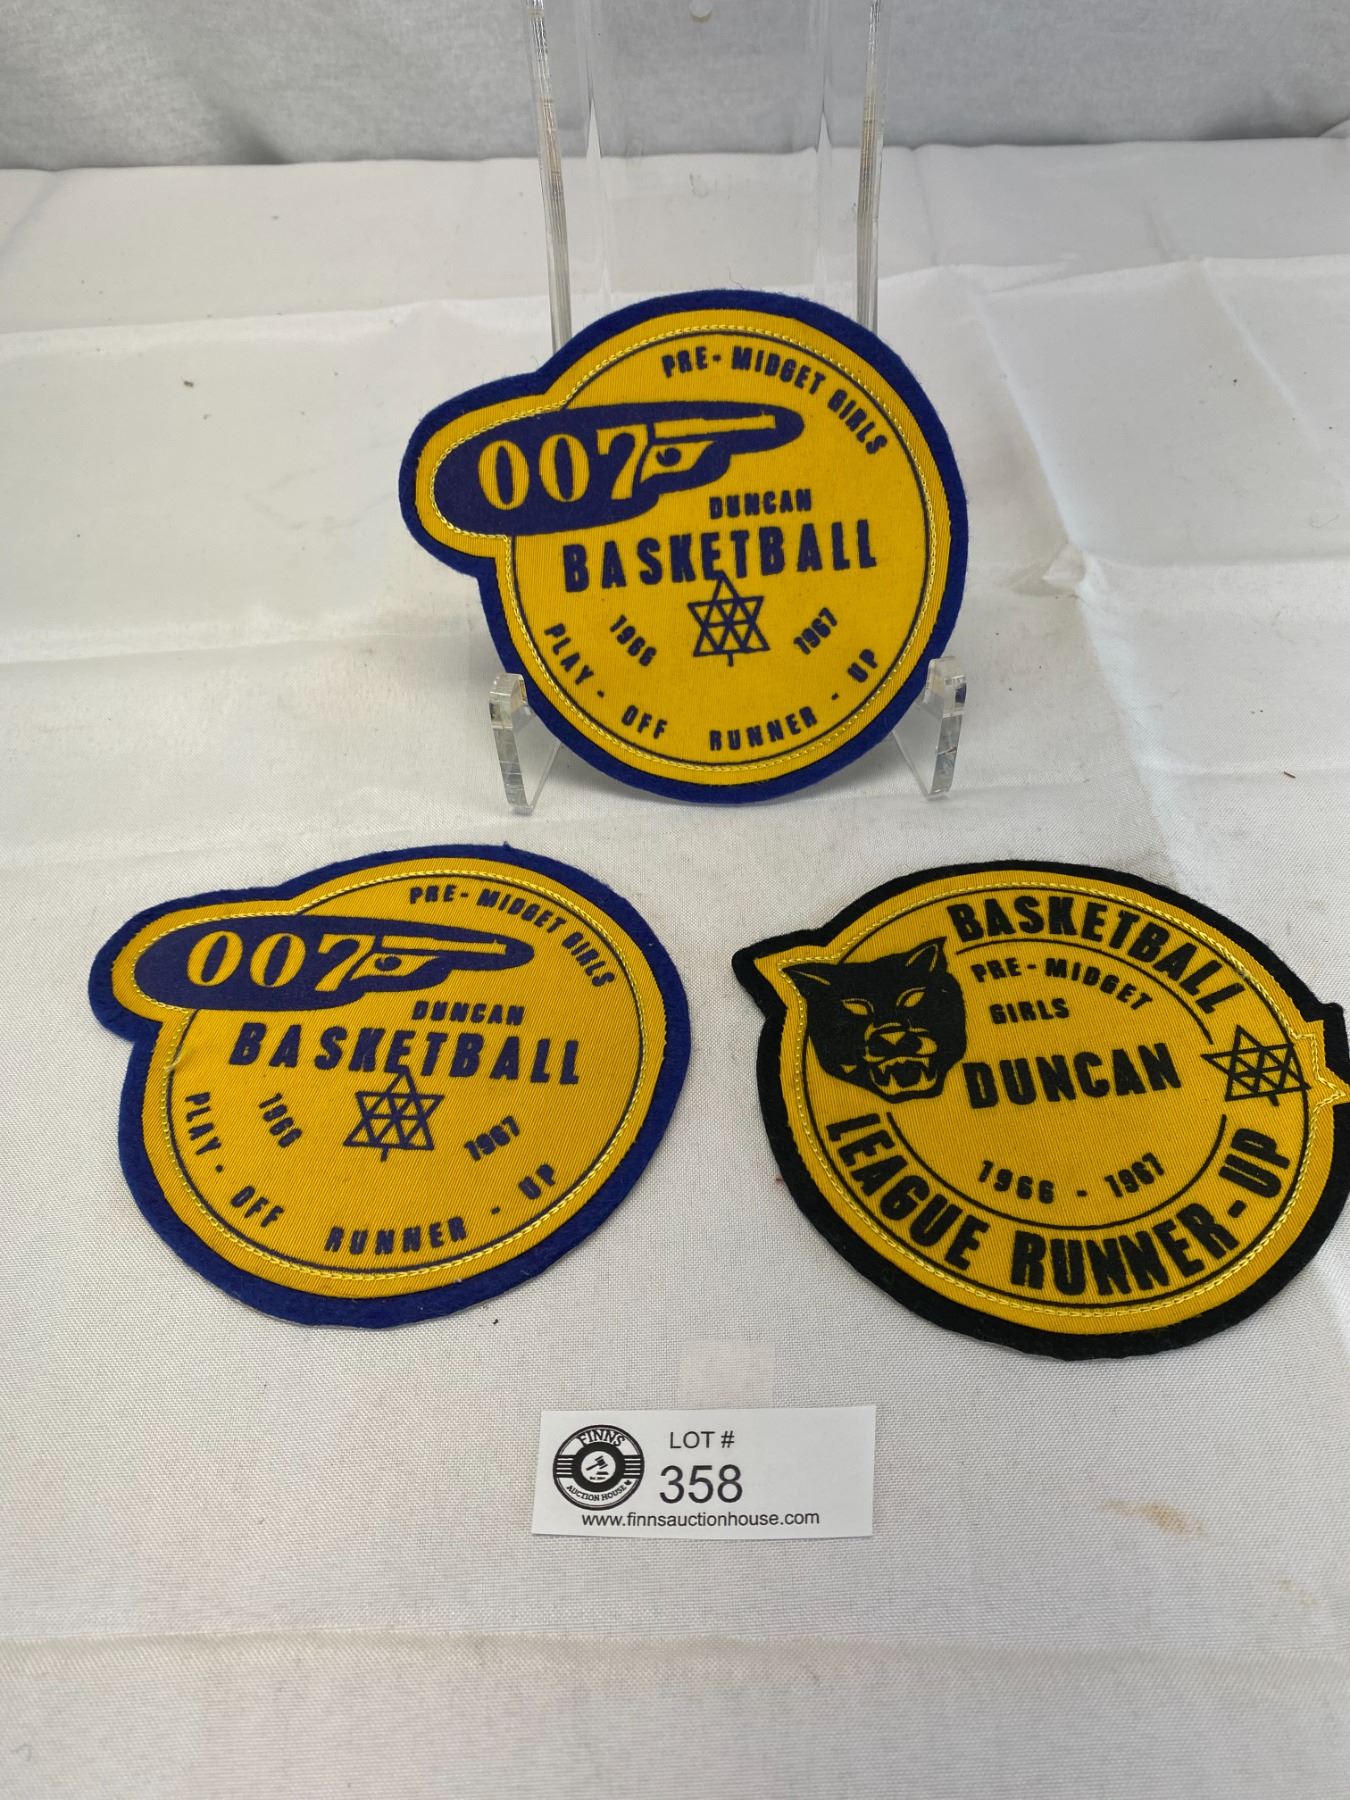 PRE-MIDGET GIRLS
007
DUNCAN
BASKETBALL
1966 1967
PLAY-OFF RUNNER-UP
PRE-MIDGET GIRLS
007
DUNCAN
BASKETBALL
1966 1967
PLAY-OFF RUNNER-UP
BASKETBALL
PRE-MIDGET
GIRLS
DUNCAN
1966-1967
LEAGUE RUNNER-UP
FINNS
AUCTION HOUSE
LOT #
358
www.finnsauctionhouse.com